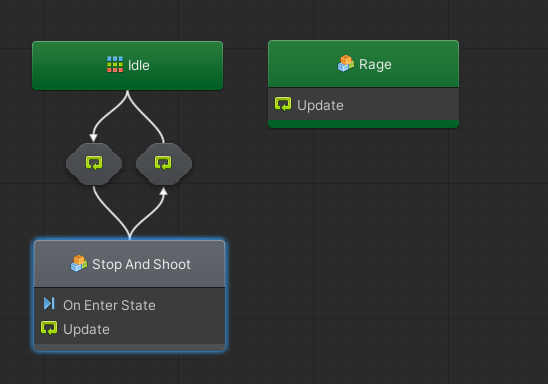 Idle
Rage
Update
Stop And Shoot
On Enter State
Update